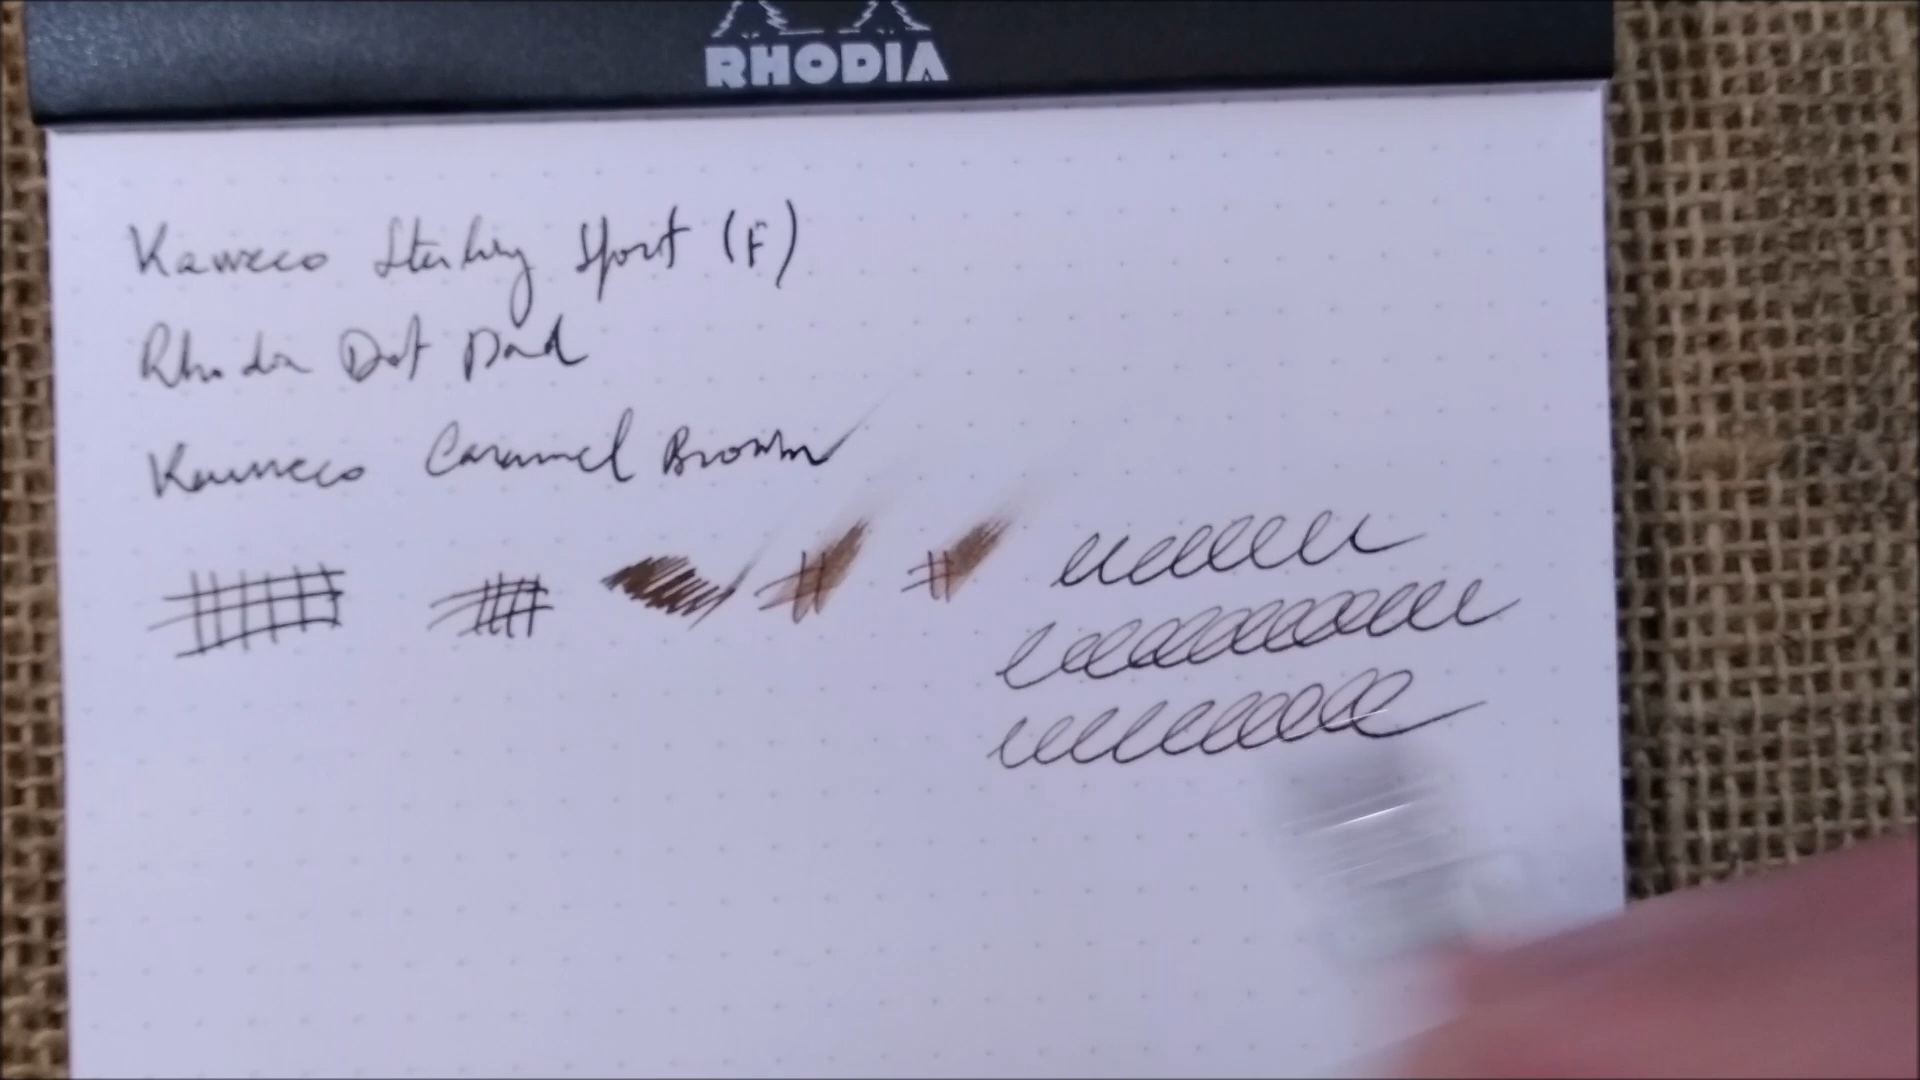 RHODIA
Kaweco Sterling Sport (F)
Rhodia Dot Pad
Kaweco Caramel Brown